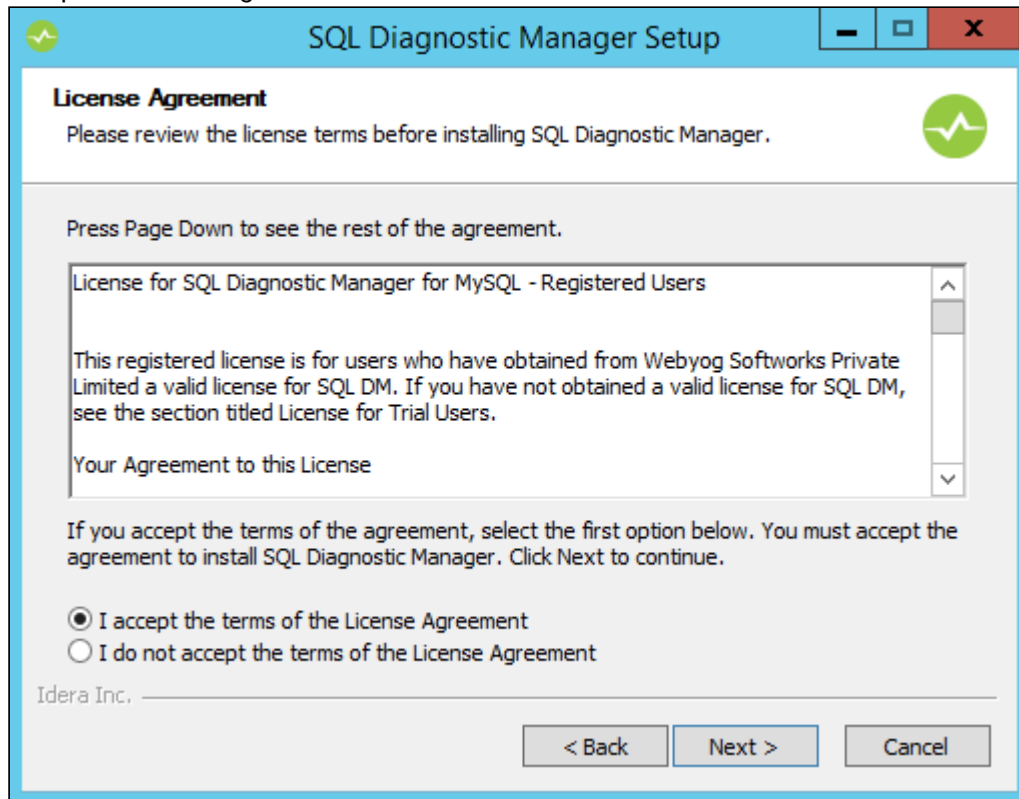 SQL Diagnostic Manager Setup
License Agreement
Please review the license terms before installing SQL Diagnostic Manager.
Press Page Down to see the rest of the agreement.
License for SQL Diagnostic Manager for MySQL - Registered Users
This registered license is for users who have obtained from Webyog Softworks Private
Limited a valid license for SQL DM. If you have not obtained a valid license for SQL DM,
see the section titled License for Trial Users.
Your Agreement to this License
If you accept the terms of the agreement, select the first option below. You must accept the
agreement to install SQL Diagnostic Manager. Click Next to continue.
I accept the terms of the License Agreement
I do not accept the terms of the License Agreement
Idera Inc.
< Back
Next >
Cancel